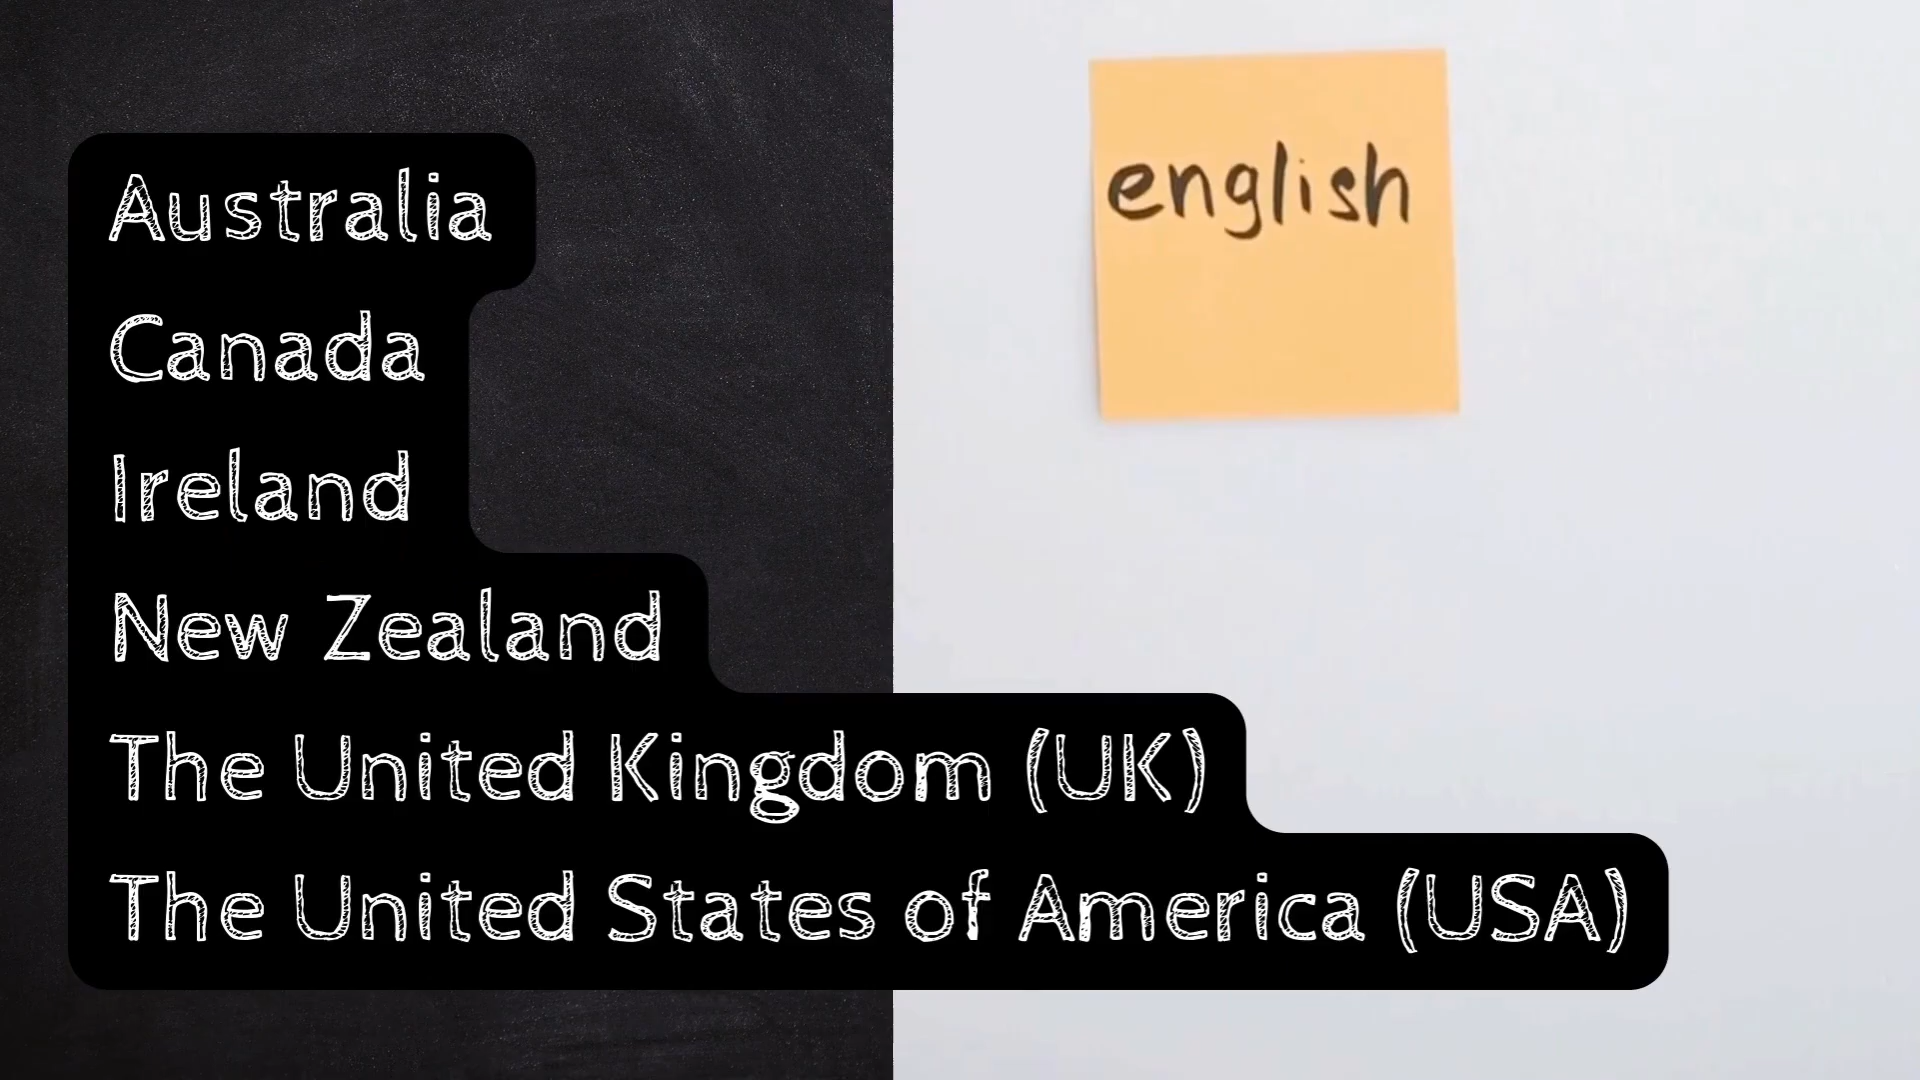 english
Australia
Canada
Ireland
New Zealand
The United Kingdom (UK)
The United States of America (USA)